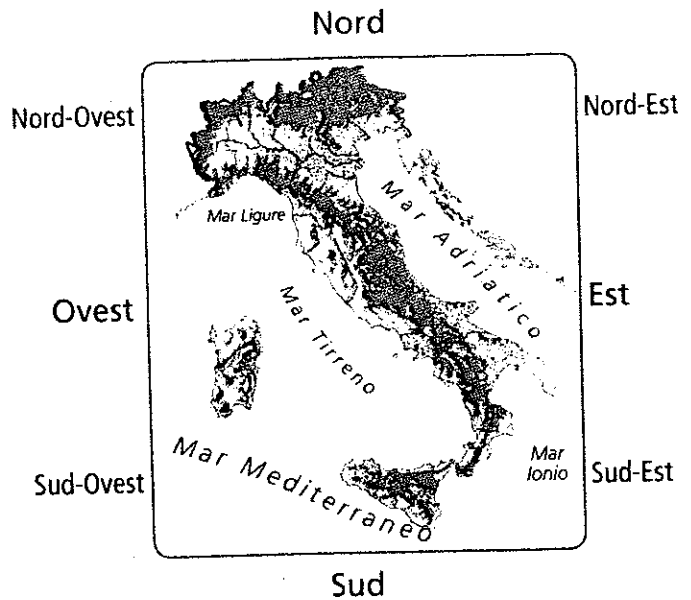 Nord
Nord-Ovest
Nord-Est
Mar Ligure
Mar Adriatico
Ovest
Est
Mar Tirreno
Mar Mediterraneo
Mar
Ionio
Sud-Ovest
Sud-Est
Sud